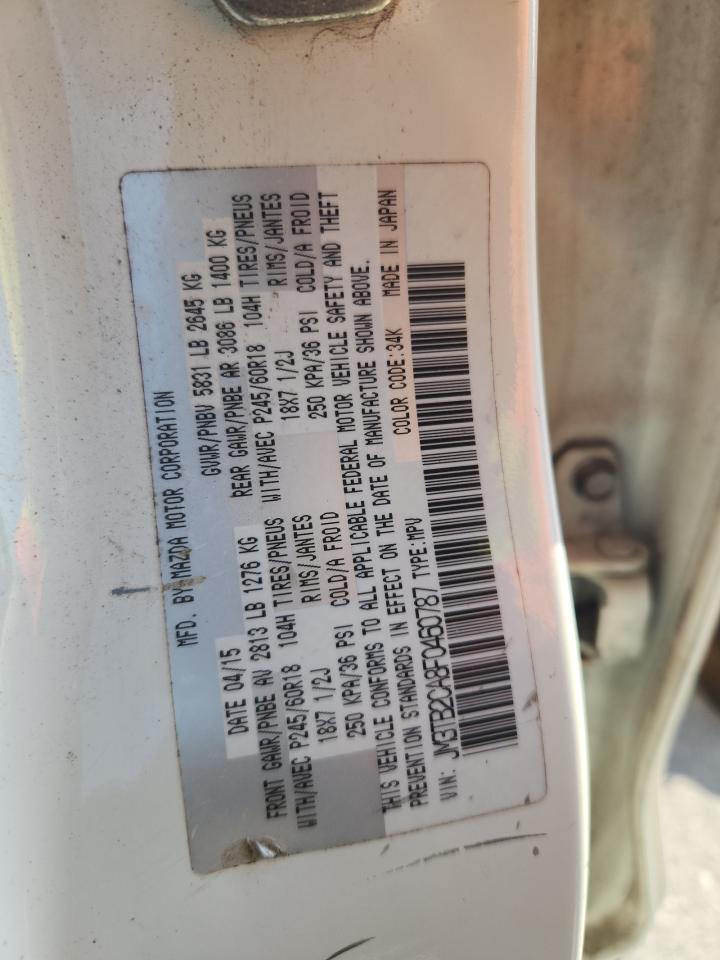 MFD. BY MAZDA MOTOR CORPORATION
DATE 04/15 GVWR/PNBV 5831 LB 2645 KG
FRONT GAWR/PNBE AV 2813 LB 1276 KG REAR GAWR/PNBE AR 3086 LB 1400 KG
WITH/AVEC P245/60R18 104H TIRES/PNEUS WITH/AVEC P245/60R18 104H TIRES/PNEUS
18X7 1/2J RIMS/JANTES 18X7 1/2J RIMS/JANTES
250 KPA/36 PSI COLD/A FROID 250 KPA/36 PSI COLD/A FROID
THIS VEHICLE CONFORMS TO ALL APPLICABLE FEDERAL MOTOR VEHICLE SAFETY AND THEFT
PREVENTION STANDARDS IN EFFECT ON THE DATE OF MANUFACTURE SHOWN ABOVE.
VIN: JM3TB2CA8F0460787 TYPE:MPV COLOR CODE:34K MADE IN JAPAN